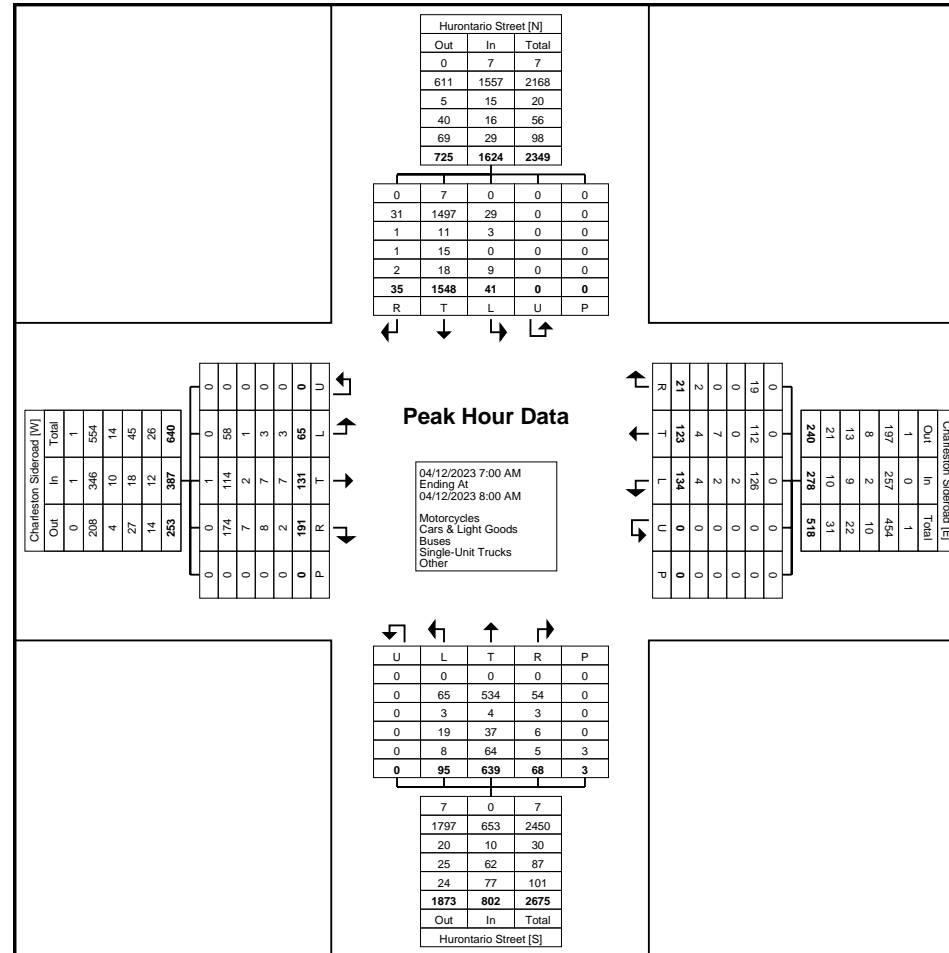 Hurontario Street [N]
Out In Total
0 7 7
611 1557 2168
5 15 20
40 16 56
69 29 98
725 1624 2349
0 7 0 0 0
31 1497 29 0 0
1 11 3 0 0
1 15 0 0 0
2 18 9 0 0
35 1548 41 0 0
R T L U P
Charleston Sideroad [W]
Total 1 554 14 45 26 640
In 1 346 10 18 12 387
Out 0 208 4 27 14 253
0 0 0 0 0 0 U
0 58 1 3 3 65 L
1 114 2 7 7 131 T
0 174 7 8 2 191 R
0 0 0 0 0 0 P
Peak Hour Data
04/12/2023 7:00 AM
Ending At
04/12/2023 8:00 AM
Motorcycles
Cars & Light Goods
Buses
Single-Unit Trucks
Other
R 21 2 0 0 19 0
T 123 4 7 0 112 0
L 134 4 2 2 126 0
U 0 0 0 0 0 0
P 0 0 0 0 0 0
240 21 13 8 197 1 Out
278 10 9 2 257 0 In
518 31 22 10 454 1 Total
Charleston Sideroad [E]
U L T R P
0 0 0 0 0
0 65 534 54 0
0 3 4 3 0
0 19 37 6 0
0 8 64 5 3
0 95 639 68 3
7 0 7
1797 653 2450
20 10 30
25 62 87
24 77 101
1873 802 2675
Out In Total
Hurontario Street [S]